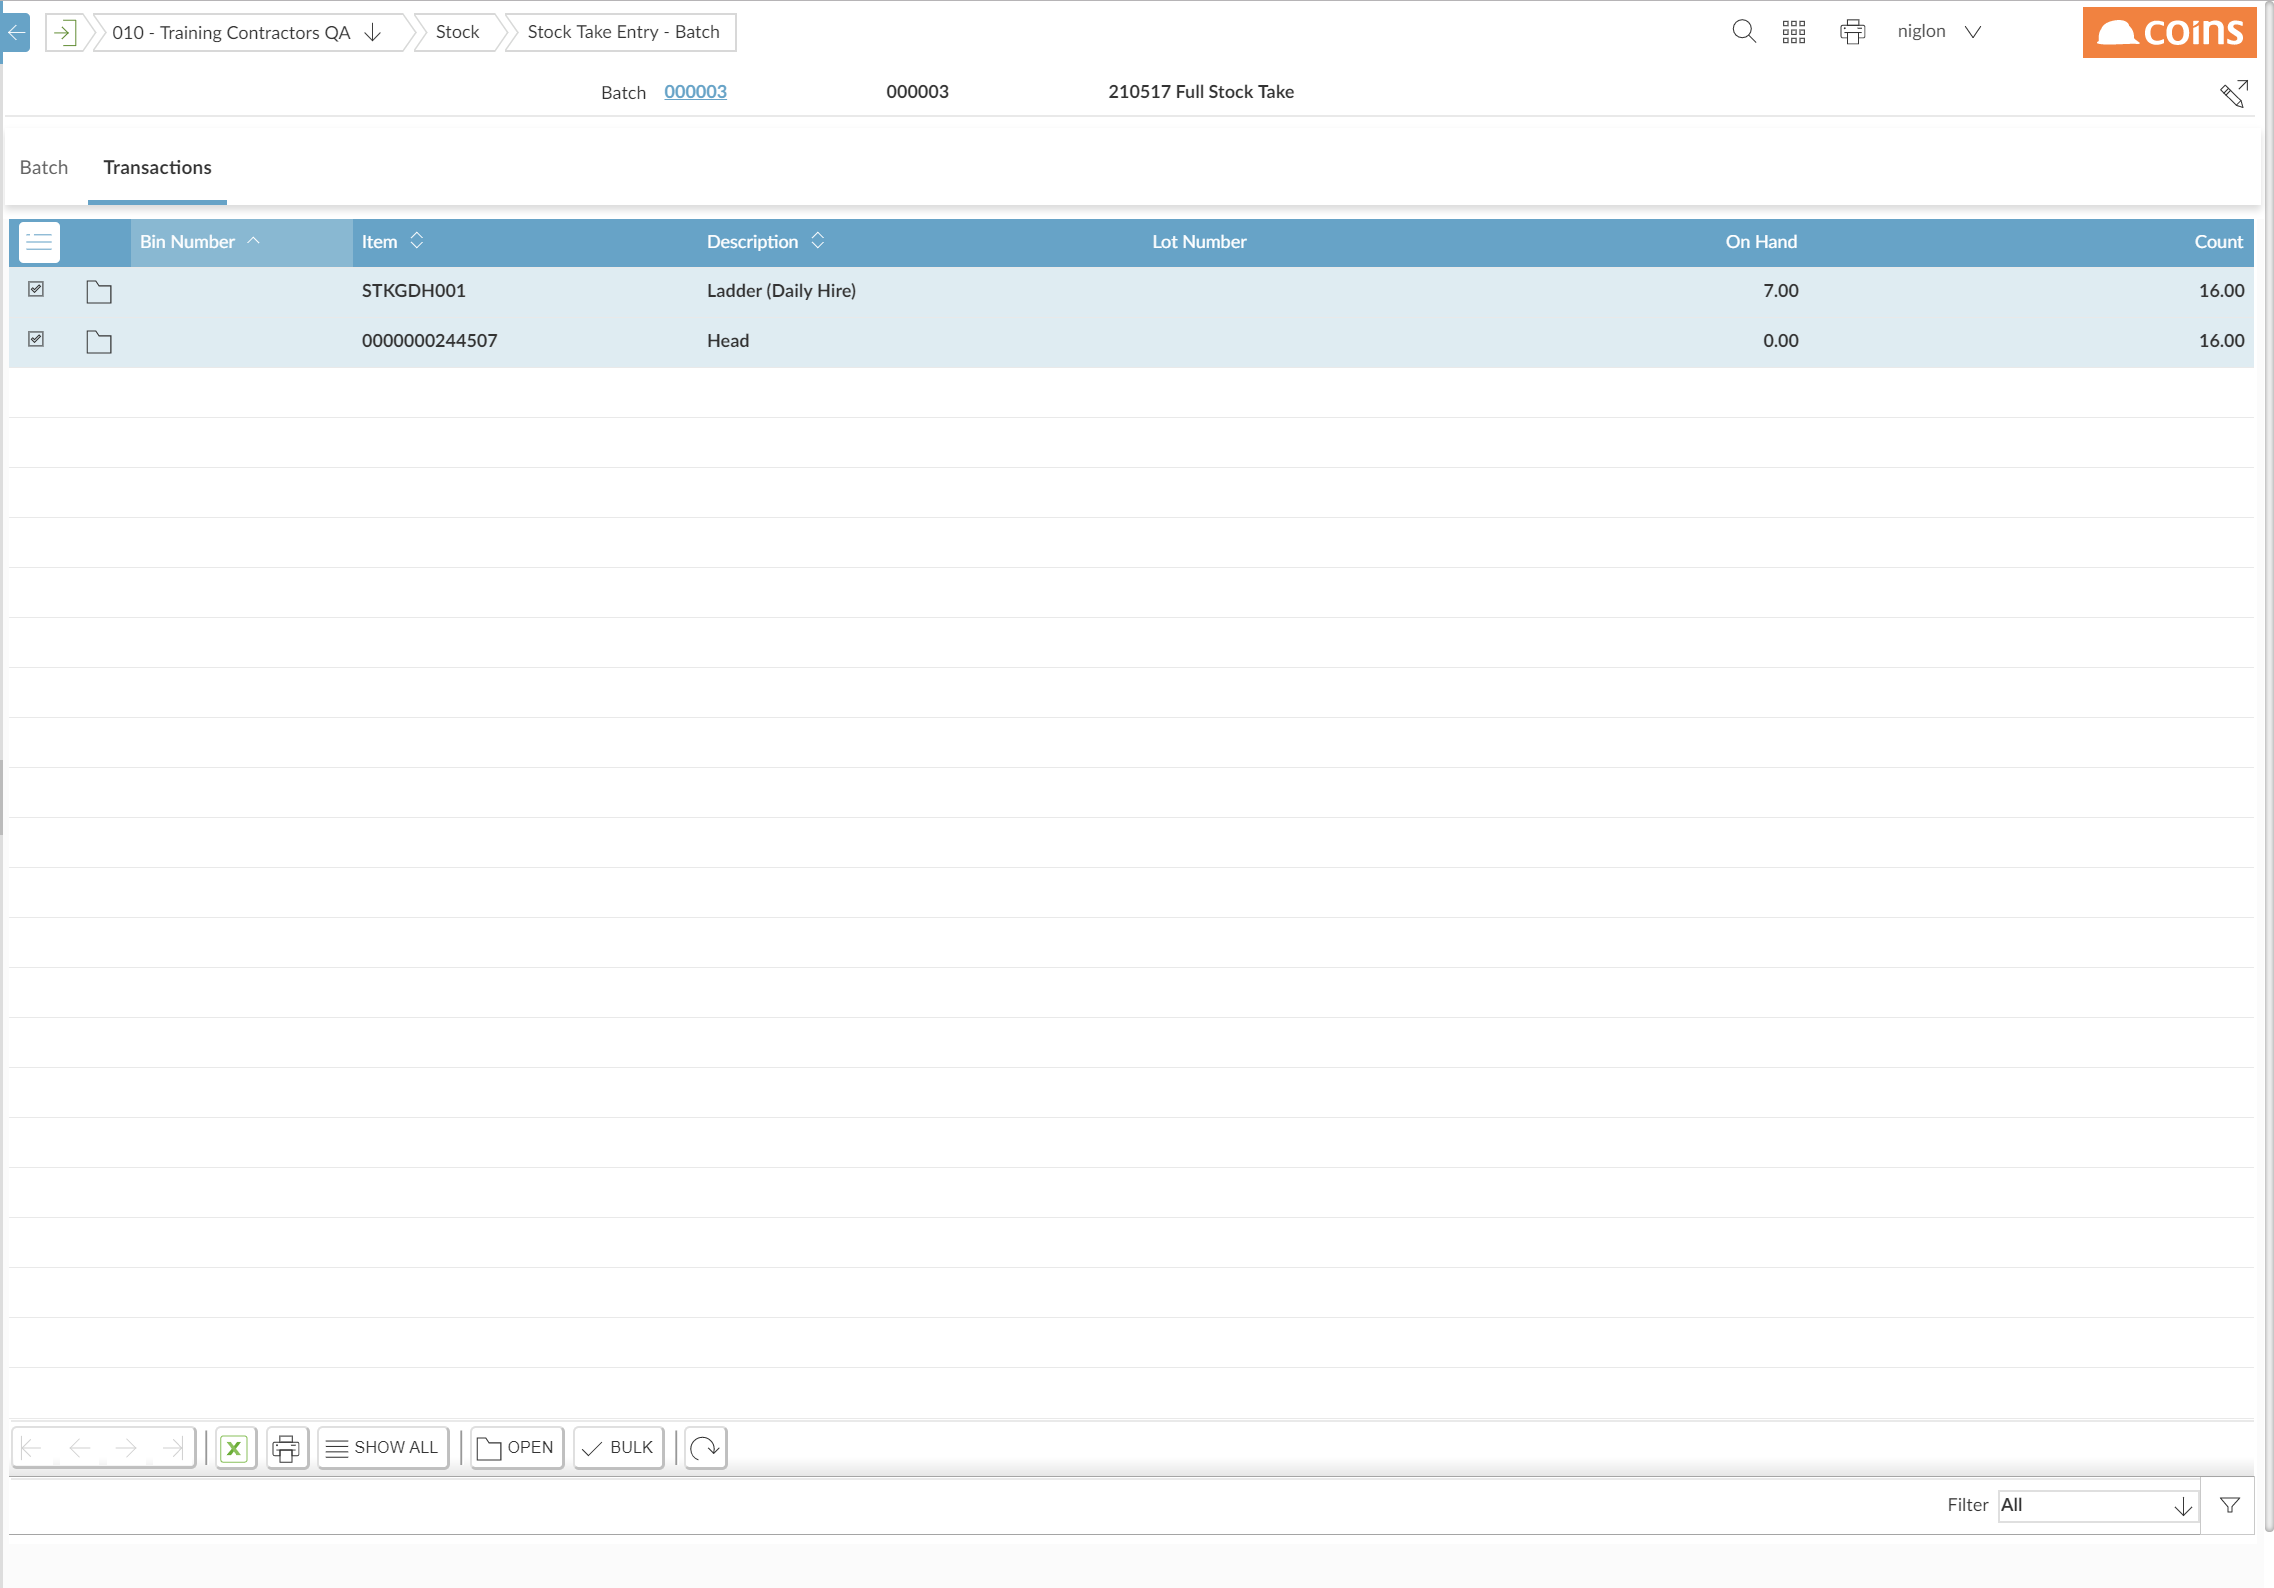 010 - Training Contractors QA Stock Stock Take Entry - Batch niglon coins
Batch 000003 000003 210517 Full Stock Take
Batch Transactions
Bin Number Item Description Lot Number On Hand Count
STKGDH001 Ladder (Daily Hire) 7.00 16.00
0000000244507 Head 0.00 16.00
X SHOW ALL OPEN BULK
Filter All